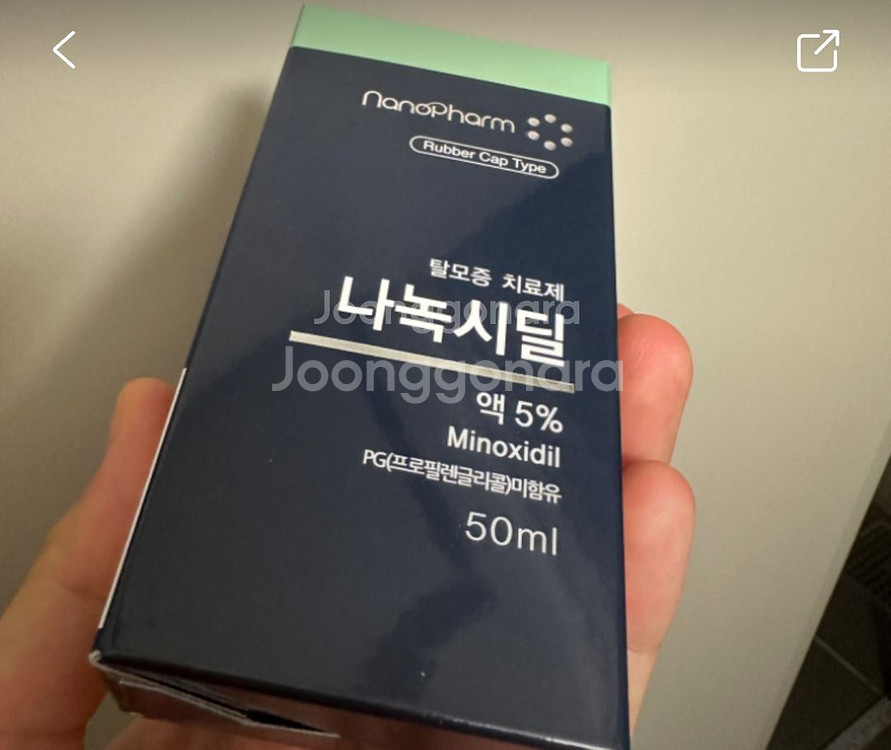 NanoPharm
Rubber Cap Type
탈모증 치료제
나녹시딜
Joonggonara
Joonggonara
액 5%
Minoxidil
PG(프로필렌글리콜)미함유
50ml